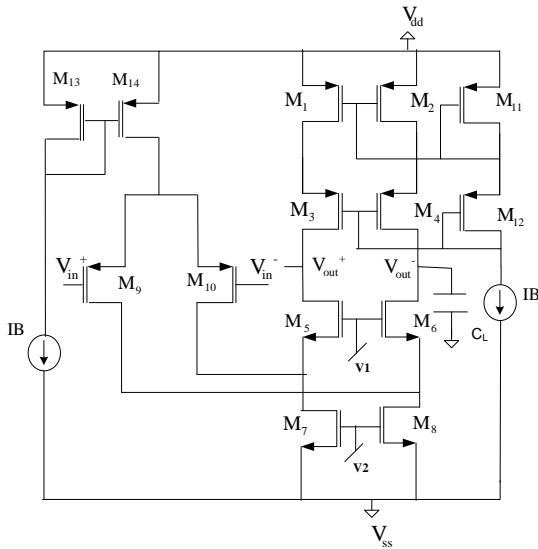 Vdd
M13
M14
M1
M2
M11
M3
M4
M12
Vin+
M9
M10
Vin-
Vout+
Vout-
IB
IB
M5
M6
CL
V1
M7
M8
V2
Vss